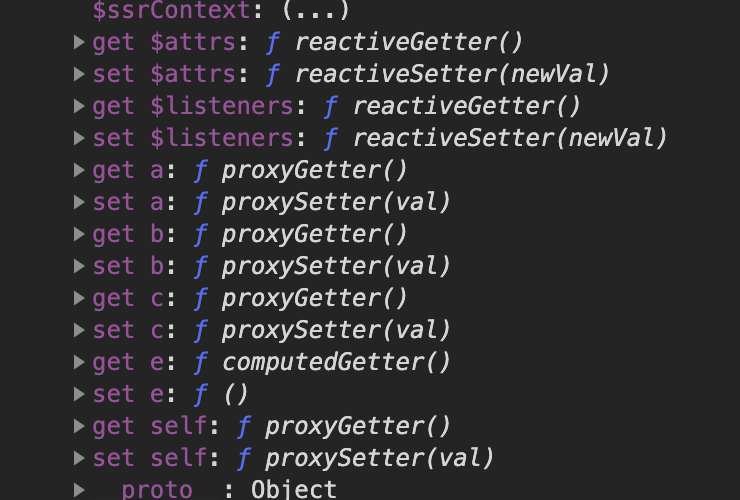 $ssrContext: (...)
get $attrs: ƒ reactiveGetter()
set $attrs: ƒ reactiveSetter(newVal)
get $listeners: ƒ reactiveGetter()
set $listeners: ƒ reactiveSetter(newVal)
get a: ƒ proxyGetter()
set a: ƒ proxySetter(val)
get b: ƒ proxyGetter()
set b: ƒ proxySetter(val)
get c: ƒ proxyGetter()
set c: ƒ proxySetter(val)
get e: ƒ computedGetter()
set e: ƒ ()
get self: ƒ proxyGetter()
set self: ƒ proxySetter(val)
proto : Object